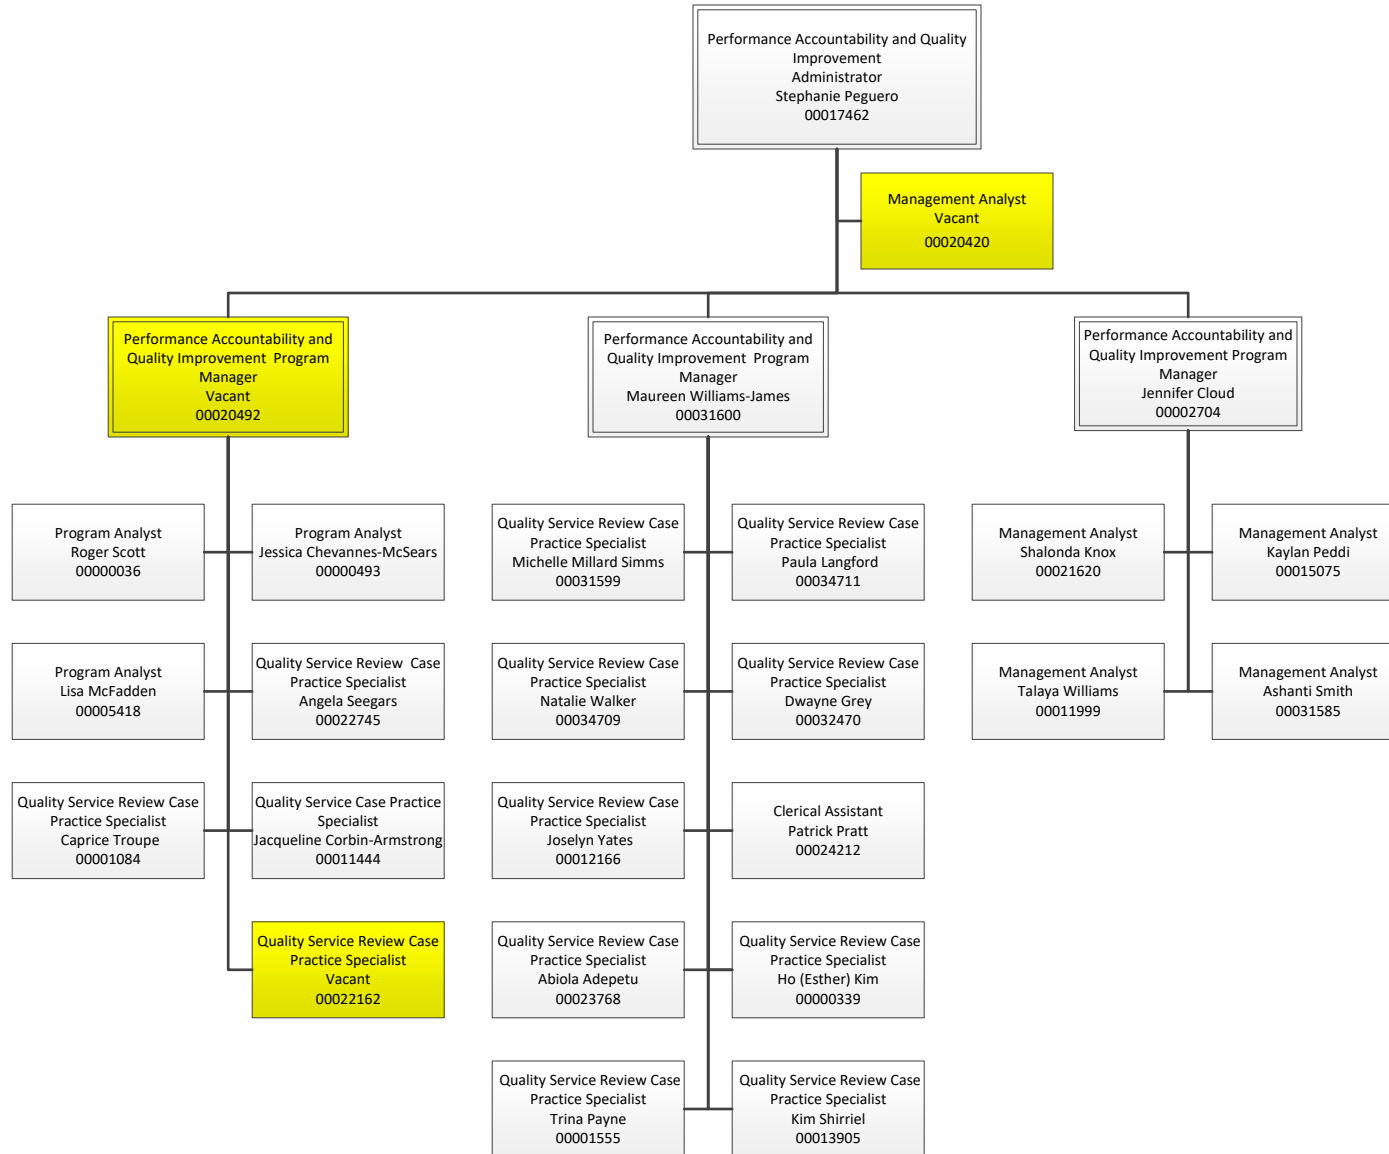 Performance Accountability and Quality
Improvement
Administrator
Stephanie Peguero
00017462
Management Analyst
Vacant
00020420
Performance Accountability and
Quality Improvement  Program
Manager
Vacant
00020492
Performance Accountability and
Quality Improvement  Program
Manager
Maureen Williams-James
00031600
Performance Accountability and
Quality Improvement Program
Manager
Jennifer Cloud
00002704
Program Analyst
Roger Scott
00000036
Program Analyst
Jessica Chevannes-McSears
00000493
Quality Service Review Case
Practice Specialist
Michelle Millard Simms
00031599
Quality Service Review Case
Practice Specialist
Paula Langford
00034711
Management Analyst
Shalonda Knox
00021620
Management Analyst
Kaylan Peddi
00015075
Program Analyst
Lisa McFadden
00005418
Quality Service Review  Case
Practice Specialist
Angela Seegars
00022745
Quality Service Review Case
Practice Specialist
Natalie Walker
00034709
Quality Service Review Case
Practice Specialist
Dwayne Grey
00032470
Management Analyst
Talaya Williams
00011999
Management Analyst
Ashanti Smith
00031585
Quality Service Review Case
Practice Specialist
Caprice Troupe
00001084
Quality Service Case Practice
Specialist
Jacqueline Corbin-Armstrong
00011444
Quality Service Review Case
Practice Specialist
Joselyn Yates
00012166
Clerical Assistant
Patrick Pratt
00024212
Quality Service Review Case
Practice Specialist
Vacant
00022162
Quality Service Review Case
Practice Specialist
Abiola Adepetu
00023768
Quality Service Review Case
Practice Specialist
Ho (Esther) Kim
00000339
Quality Service Review Case
Practice Specialist
Trina Payne
00001555
Quality Service Review Case
Practice Specialist
Kim Shirriel
00013905